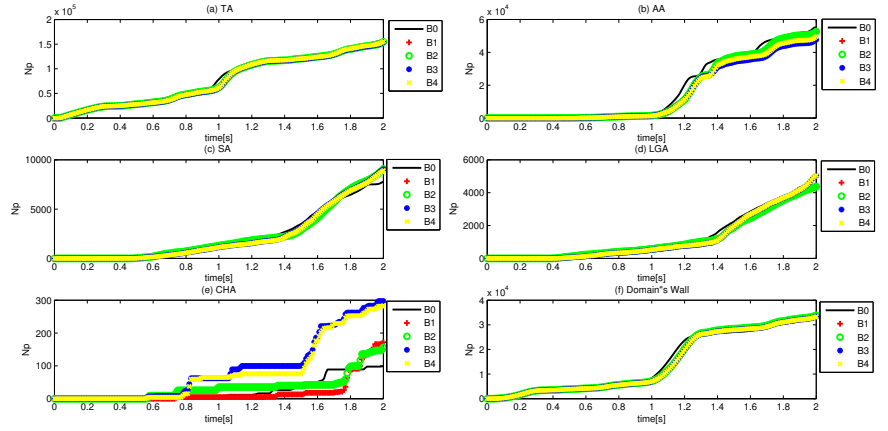 (a) TA
x 10^5
2
1.5
1
0.5
0
Np
0 0.2 0.4 0.6 0.8 1 1.2 1.4 1.6 1.8 2
time[s]
B0
B1
B2
B3
B4
(b) AA
x 10^4
6
4
2
0
Np
0 0.2 0.4 0.6 0.8 1 1.2 1.4 1.6 1.8 2
time[s]
B0
B1
B2
B3
B4
(c) SA
10000
5000
0
Np
0 0.2 0.4 0.6 0.8 1 1.2 1.4 1.6 1.8 2
time[s]
B0
B1
B2
B3
B4
(d) LGA
6000
4000
2000
0
Np
0 0.2 0.4 0.6 0.8 1 1.2 1.4 1.6 1.8 2
time[s]
B0
B1
B2
B3
B4
(e) CHA
300
200
100
0
Np
0 0.2 0.4 0.6 0.8 1 1.2 1.4 1.6 1.8 2
time[s]
B0
B1
B2
B3
B4
(f) Domain"s Wall
x 10^4
4
3
2
1
0
Np
0 0.2 0.4 0.6 0.8 1 1.2 1.4 1.6 1.8 2
time[s]
B0
B1
B2
B3
B4